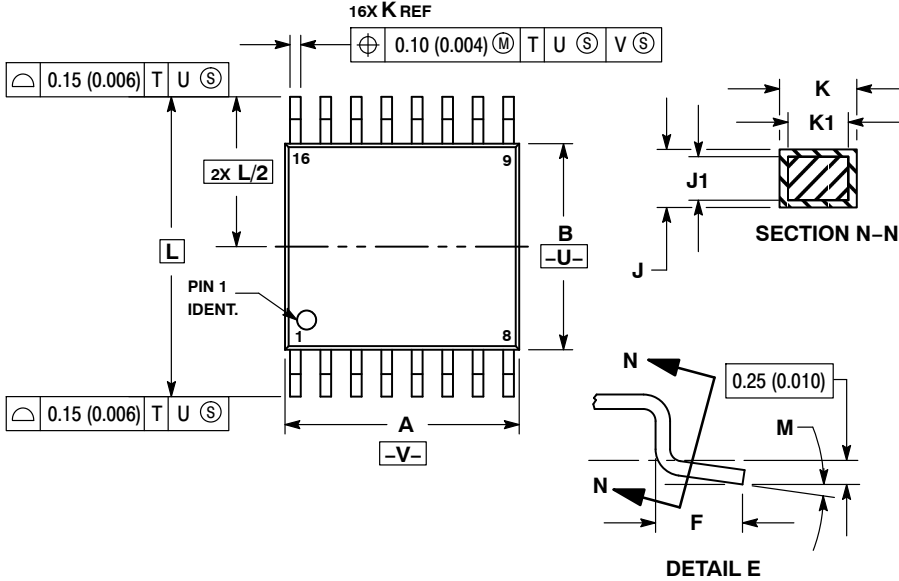 16X K REF
⌖ 0.10 (0.004) Ⓜ T U Ⓢ V Ⓢ
⌓ 0.15 (0.006) T U Ⓢ
K
K1
16
9
2X L/2
J1
SECTION N–N
B
–U–
L
J
PIN 1
IDENT.
1
8
N
0.25 (0.010)
⌓ 0.15 (0.006) T U Ⓢ
A
–V–
M
N
F
DETAIL E